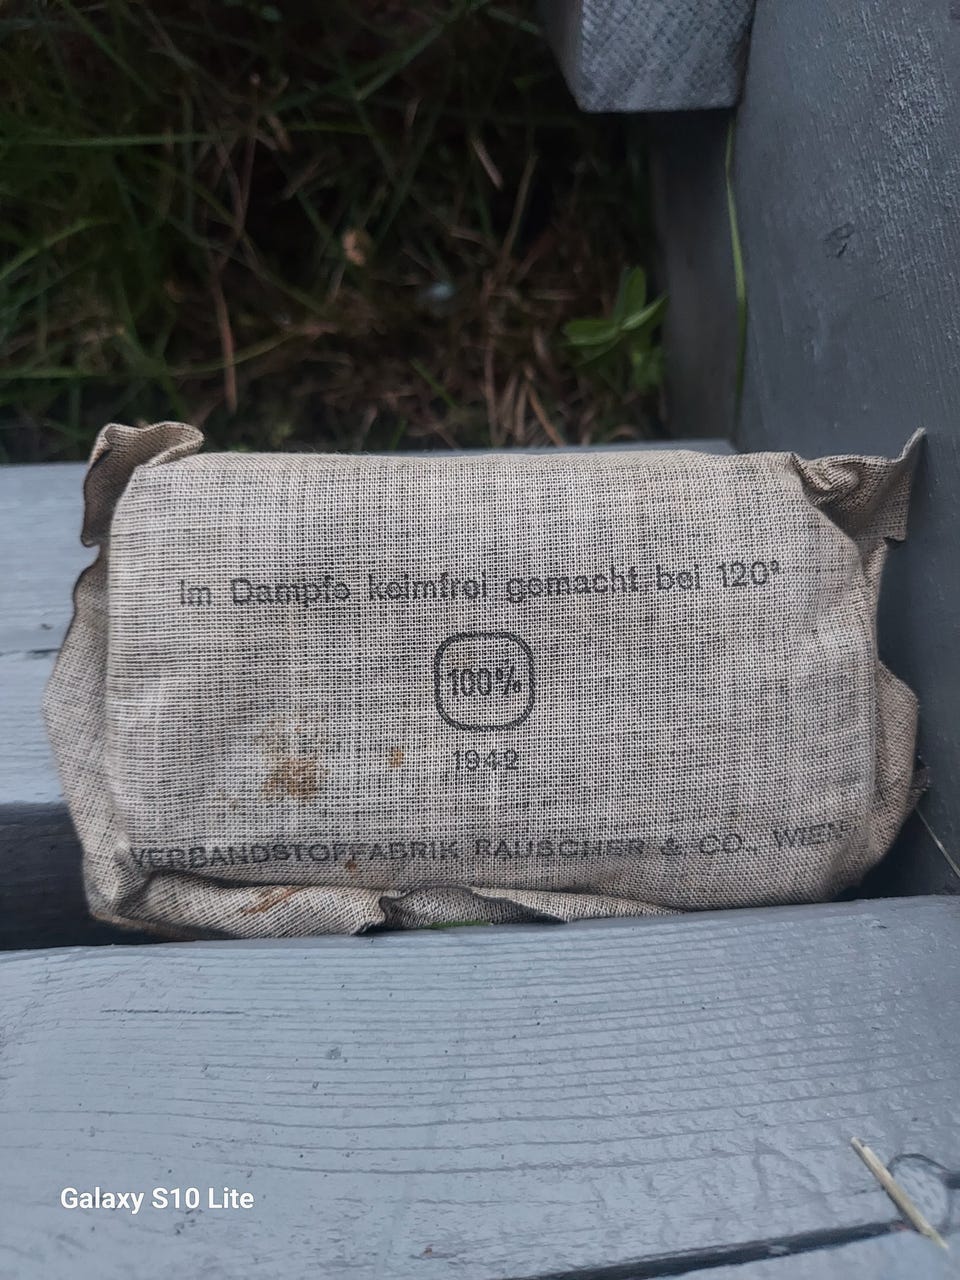 Im Dampfe keimfrei gemacht bei 120°
100%
1942
VERBANDSTOFFABRIK RAUSCHER & CO., WIEN
Galaxy S10 Lite